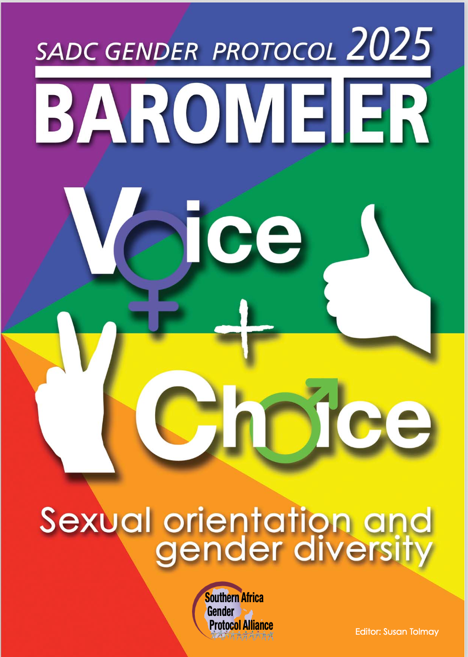 SADC GENDER PROTOCOL 2025
BAROMETER
Voice
+
Choice
Sexual orientation and
gender diversity
Southern Africa
Gender
Protocol Alliance
Editor: Susan Tolmay